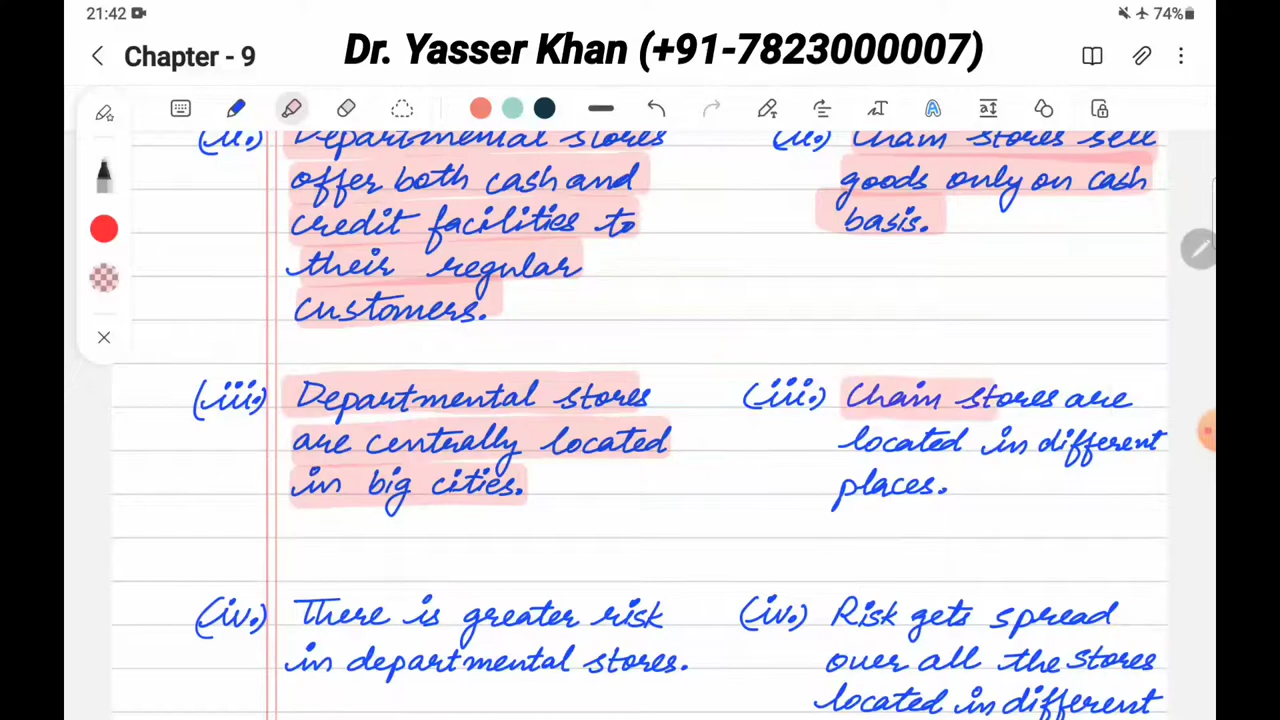 21:42
74%
Chapter - 9
Dr. Yasser Khan (+91-7823000007)
(ii.) Departmental stores
offer both cash and
credit facilities to
their regular
customers.
(ii.) Chain stores sell
goods only on cash
basis.
(iii.) Departmental stores
are centrally located
in big cities.
(iii.) Chain stores are
located in different
places.
(iv.) There is greater risk
in departmental stores.
(iv.) Risk gets spread
over all the stores
located in different